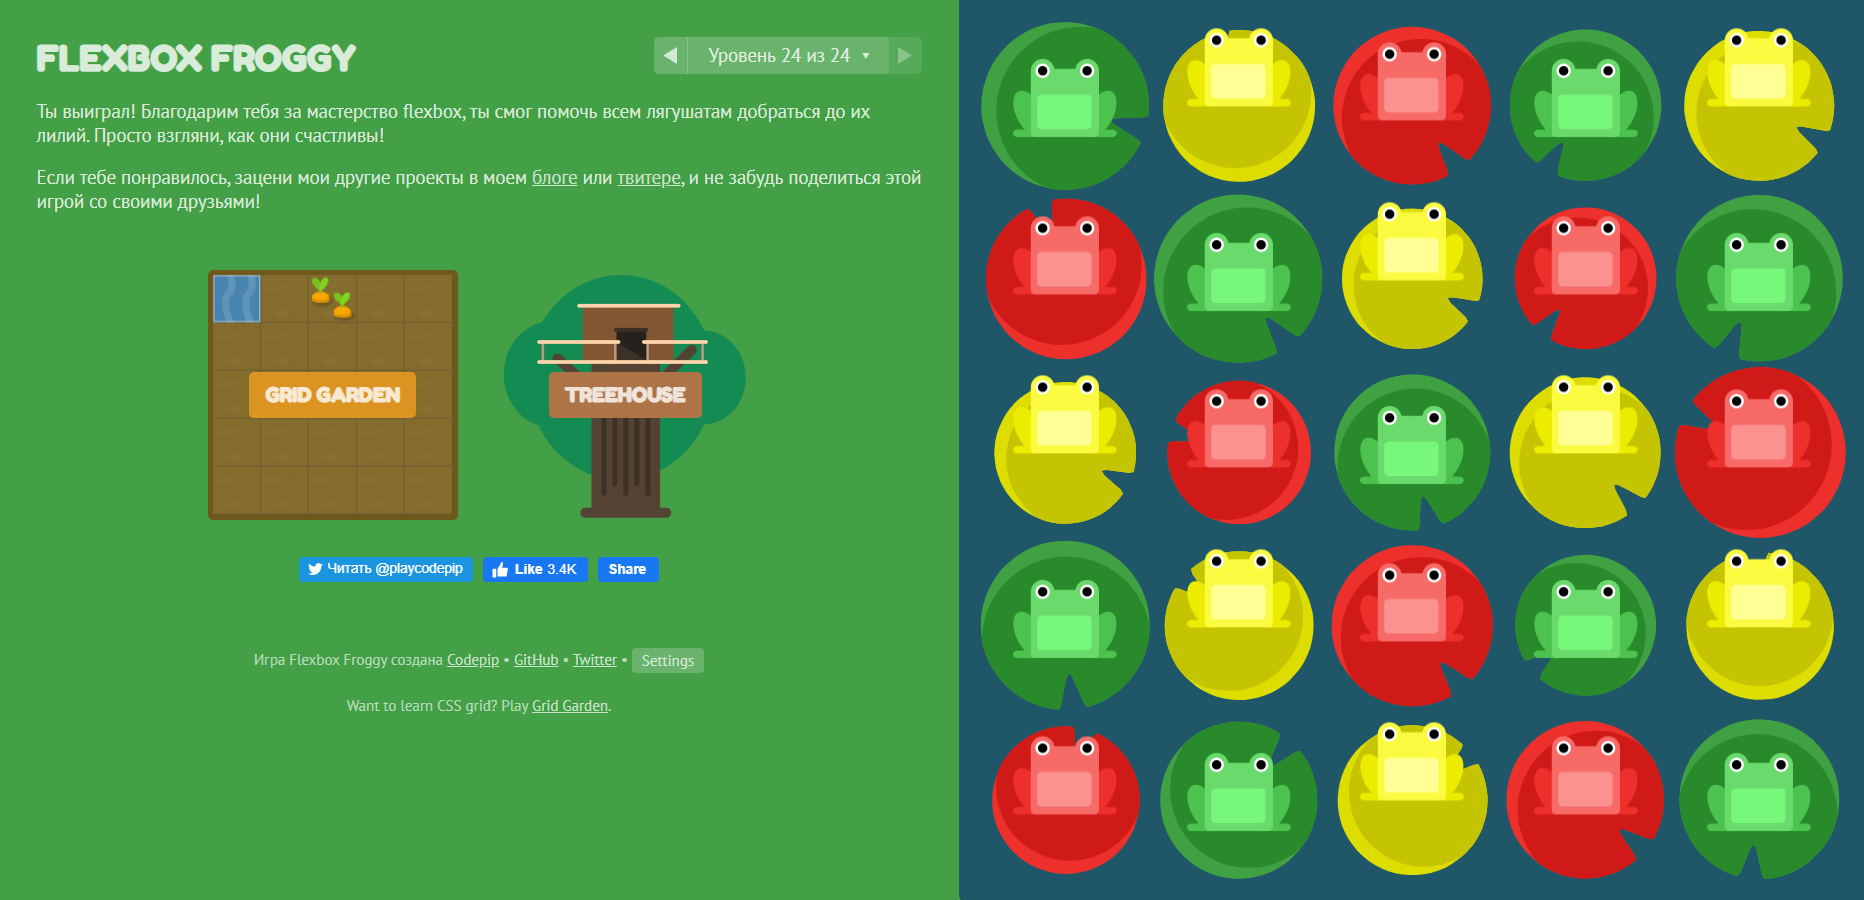 FLEXBOX FROGGY
Уровень 24 из 24
Ты выиграл! Благодарим тебя за мастерство flexbox, ты смог помочь всем лягушатам добраться до их
лилий. Просто взгляни, как они счастливы!
Если тебе понравилось, зацени мои другие проекты в моем блоге или твитере, и не забудь поделиться этой
игрой со своими друзьями!
GRID GARDEN
TREEHOUSE
Читать @playcodepip
Like 3.4K
Share
Игра Flexbox Froggy создана Codepip • GitHub • Twitter • Settings
Want to learn CSS grid? Play Grid Garden.